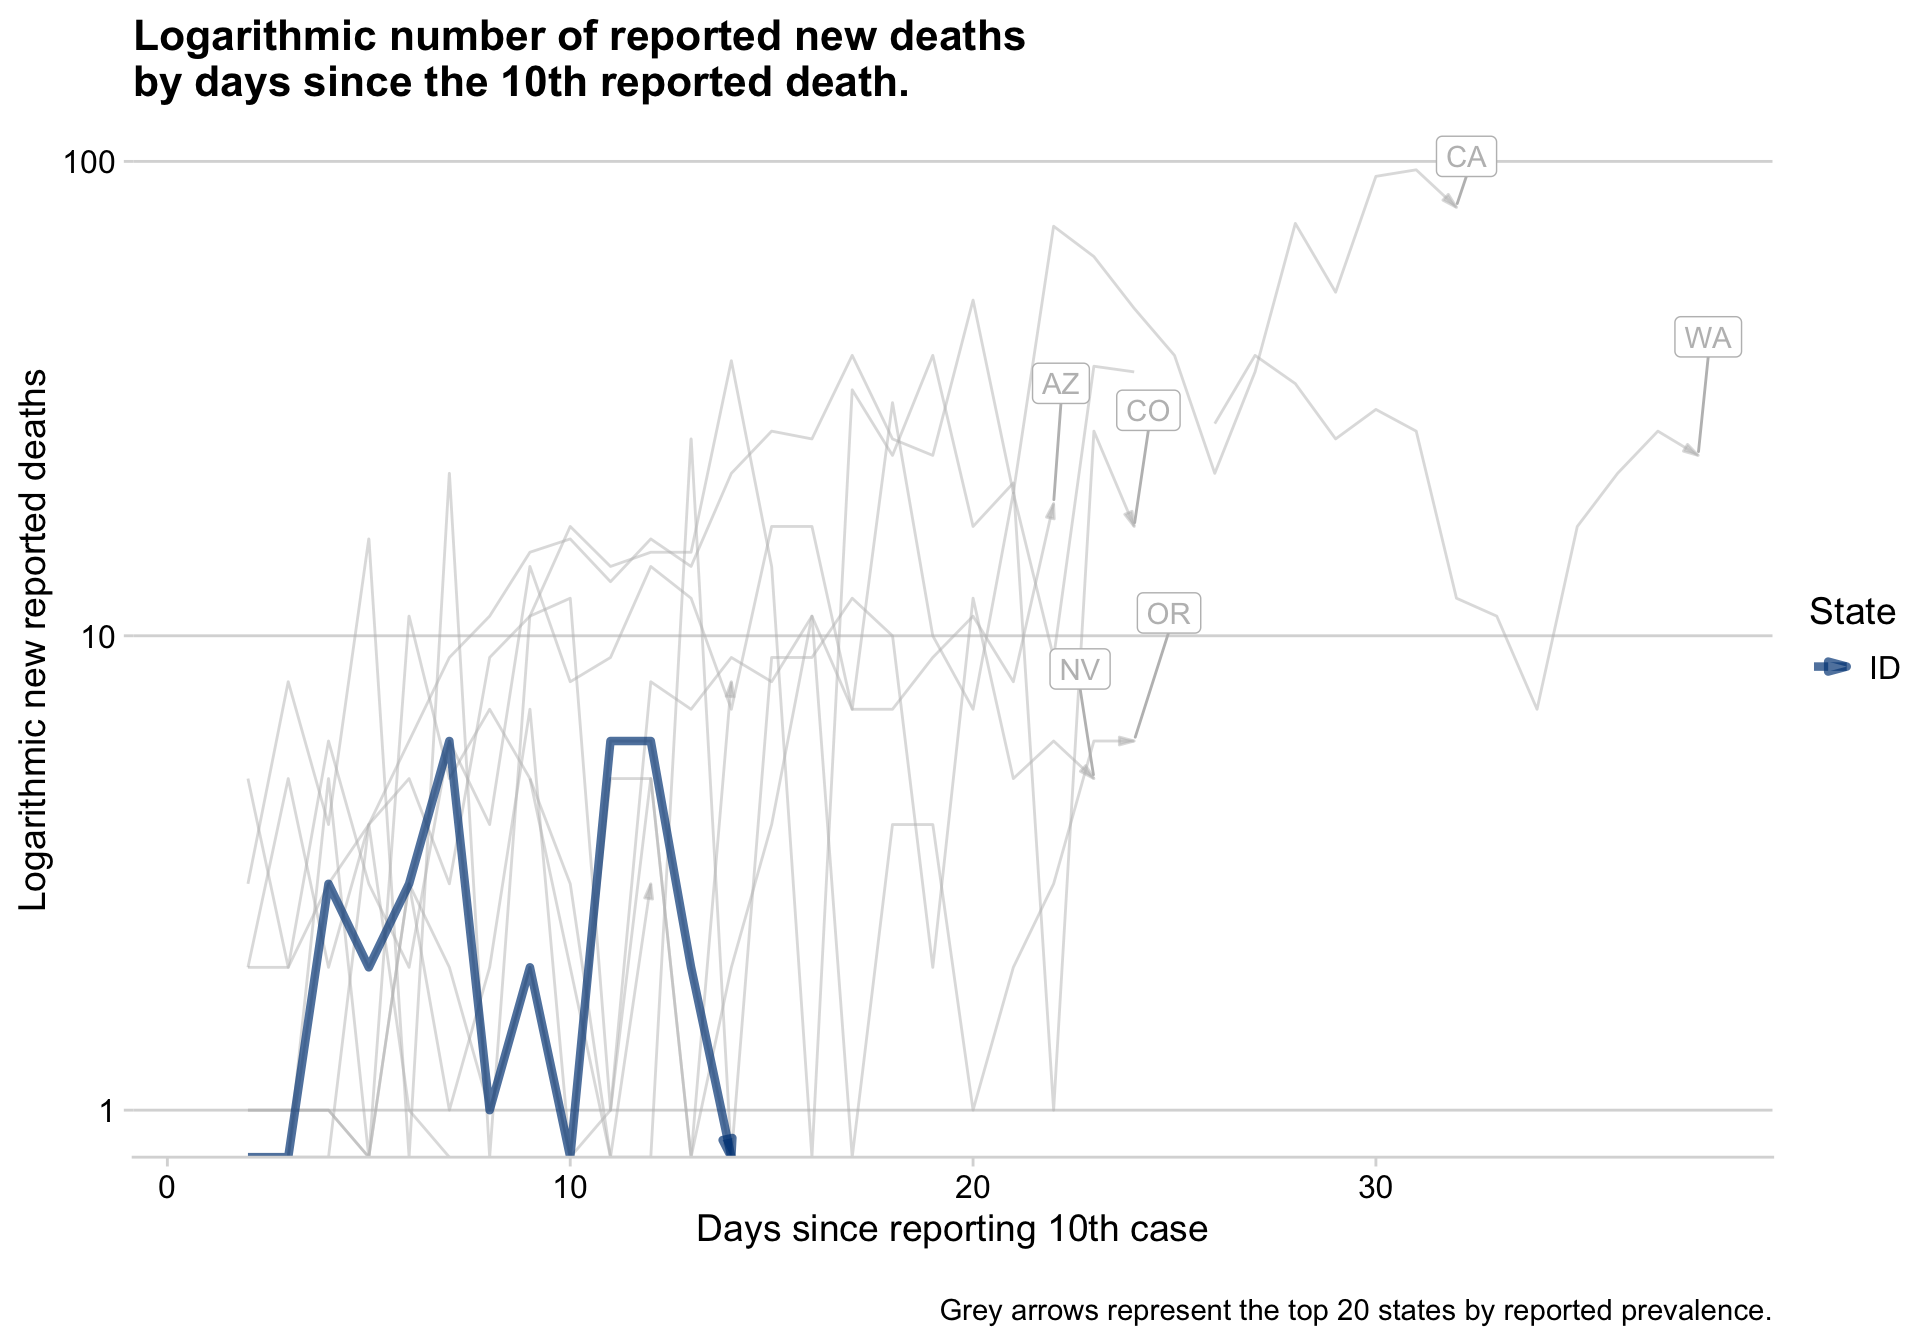 Logarithmic number of reported new deaths
by days since the 10th reported death.
100
10
1
Logarithmic new reported deaths
CA
WA
AZ
CO
OR
NV
State
ID
0
10
20
30
Days since reporting 10th case
Grey arrows represent the top 20 states by reported prevalence.